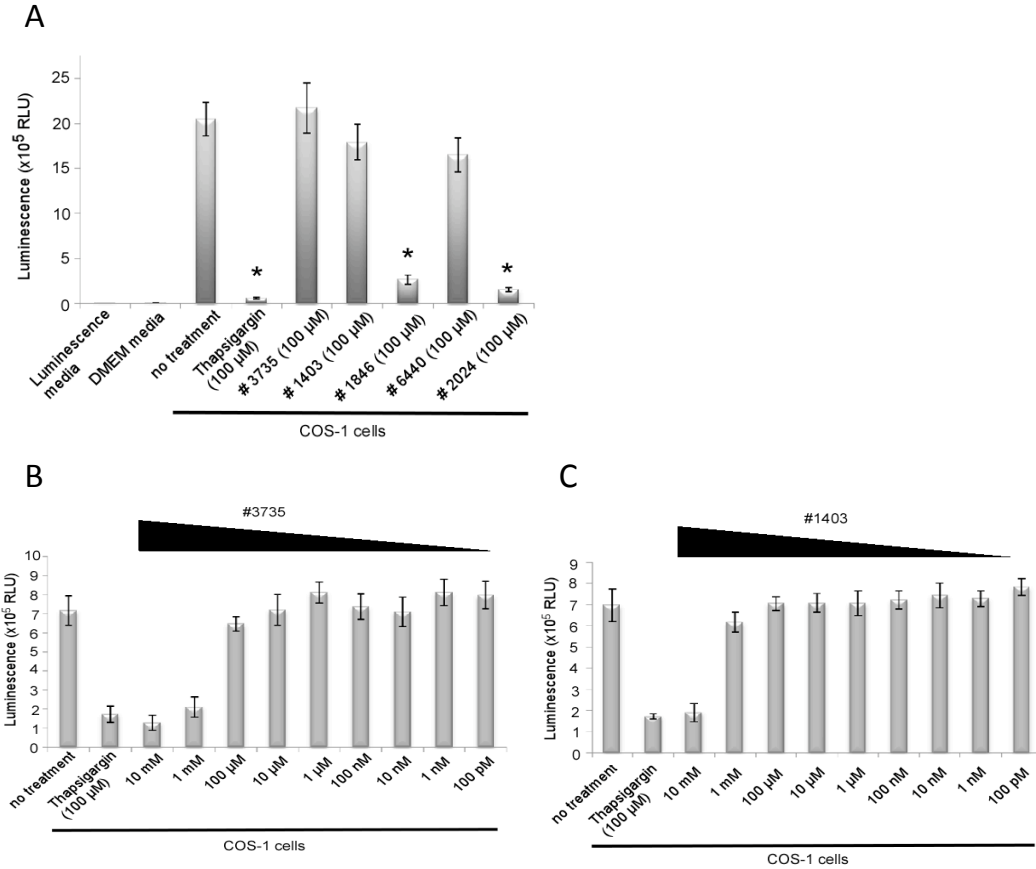 A
Luminescence (x10⁵ RLU)
25
20
15
10
5
0
Luminescence
media
DMEM media
no treatment
Thapsigargin
(100 µM)
# 3735 (100 µM)
# 1403 (100 µM)
# 1846 (100 µM)
# 6440 (100 µM)
# 2024 (100 µM)
*
*
*
COS-1 cells
B
#3735
Luminescence (x10⁵ RLU)
10
9
8
7
6
5
4
3
2
1
0
no treatment
Thapsigargin
(100 µM)
10 mM
1 mM
100 µM
10 µM
1 µM
100 nM
10 nM
1 nM
100 pM
COS-1 cells
C
#1403
Luminescence (x10⁵ RLU)
9
8
7
6
5
4
3
2
1
0
no treatment
Thapsigargin
(100 µM)
10 mM
1 mM
100 µM
10 µM
1 µM
100 nM
10 nM
1 nM
100 pM
COS-1 cells